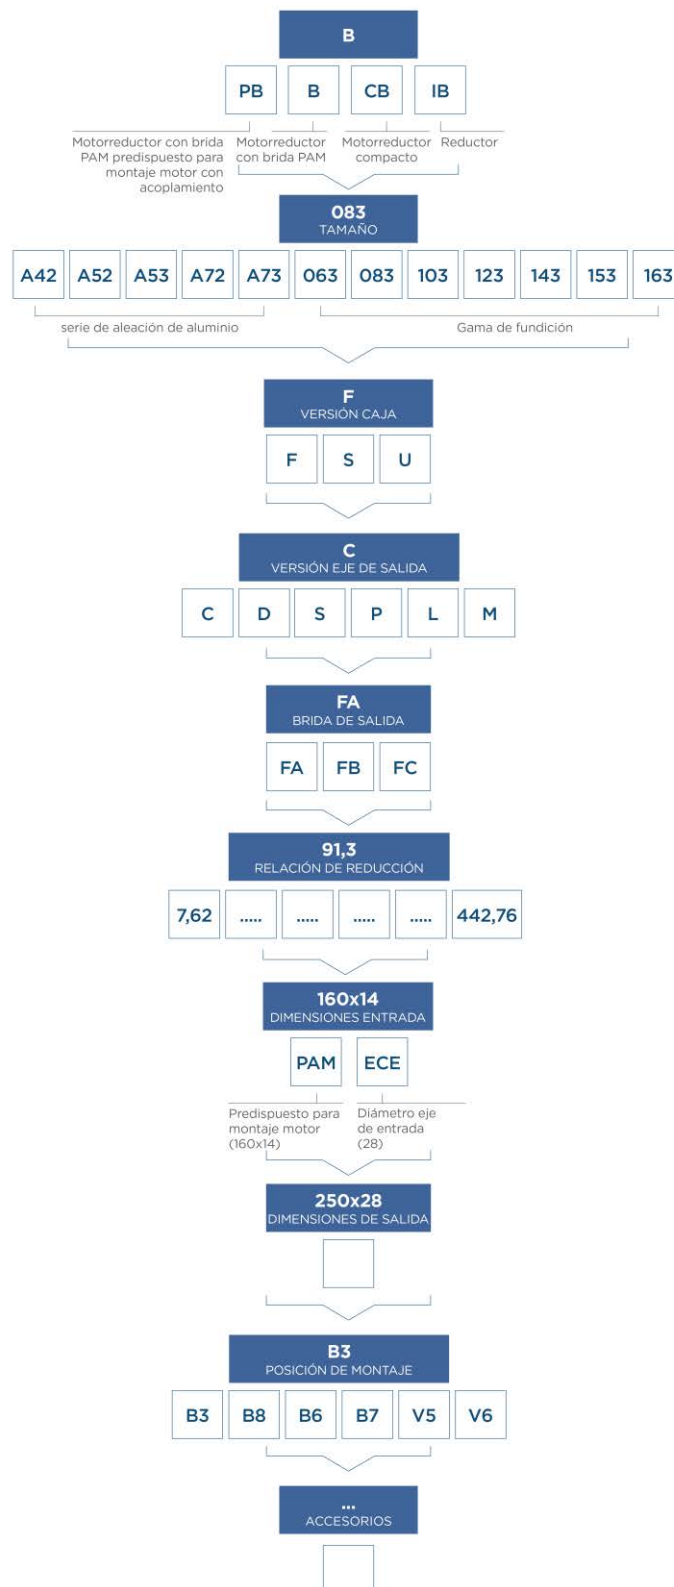 B
PB B CB IB
Motorreductor con brida
PAM predispuesto para
montaje motor con
acoplamiento
Motorreductor
con brida PAM
Motorreductor
compacto
Reductor
083
TAMAÑO
A42 A52 A53 A72 A73 063 083 103 123 143 153 163
serie de aleación de aluminio
Gama de fundición
F
VERSIÓN CAJA
F S U
C
VERSIÓN EJE DE SALIDA
C D S P L M
FA
BRIDA DE SALIDA
FA FB FC
91,3
RELACIÓN DE REDUCCIÓN
7,62 ..... ..... ..... ..... 442,76
160x14
DIMENSIONES ENTRADA
PAM ECE
Predispuesto para
montaje motor
(160x14)
Diámetro eje
de entrada
(28)
250x28
DIMENSIONES DE SALIDA
B3
POSICIÓN DE MONTAJE
B3 B8 B6 B7 V5 V6
...
ACCESORIOS